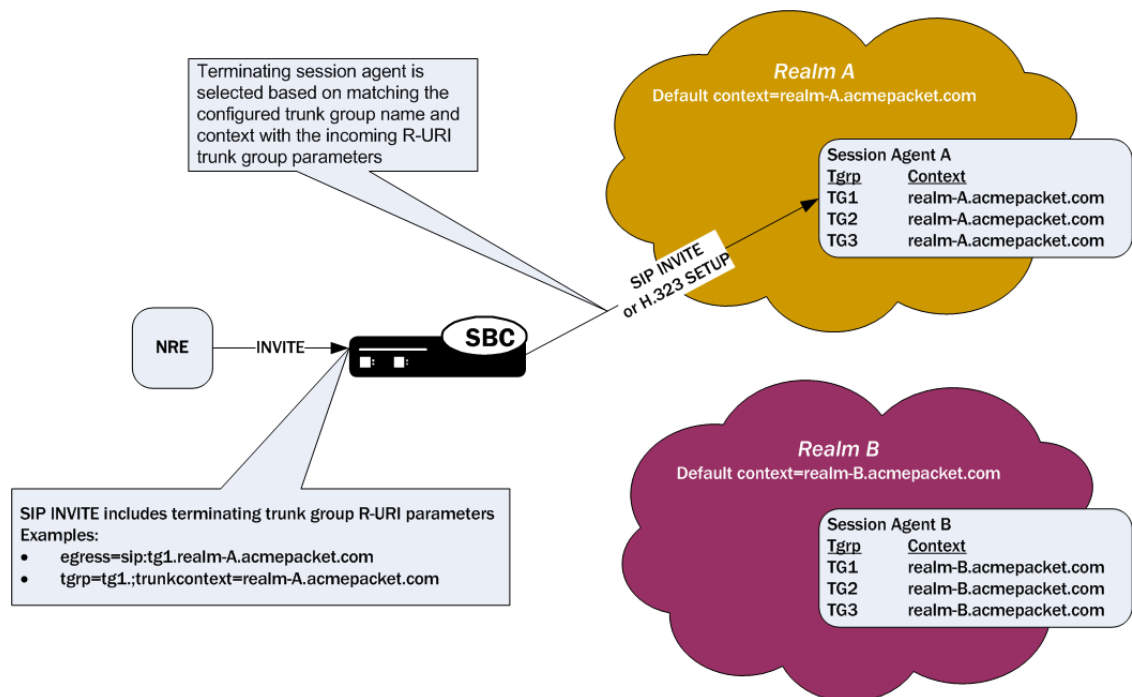 Terminating session agent is
selected based on matching the
configured trunk group name and
context with the incoming R-URI
trunk group parameters
Realm A
Default context=realm-A.acmepacket.com
Session Agent A
Tgrp Context
TG1 realm-A.acmepacket.com
TG2 realm-A.acmepacket.com
TG3 realm-A.acmepacket.com
SIP INVITE
or H.323 SETUP
NRE
INVITE
SBC
Realm B
Default context=realm-B.acmepacket.com
Session Agent B
Tgrp Context
TG1 realm-B.acmepacket.com
TG2 realm-B.acmepacket.com
TG3 realm-B.acmepacket.com
SIP INVITE includes terminating trunk group R-URI parameters
Examples:
• egress=sip:tg1.realm-A.acmepacket.com
• tgrp=tg1.;trunkcontext=realm-A.acmepacket.com